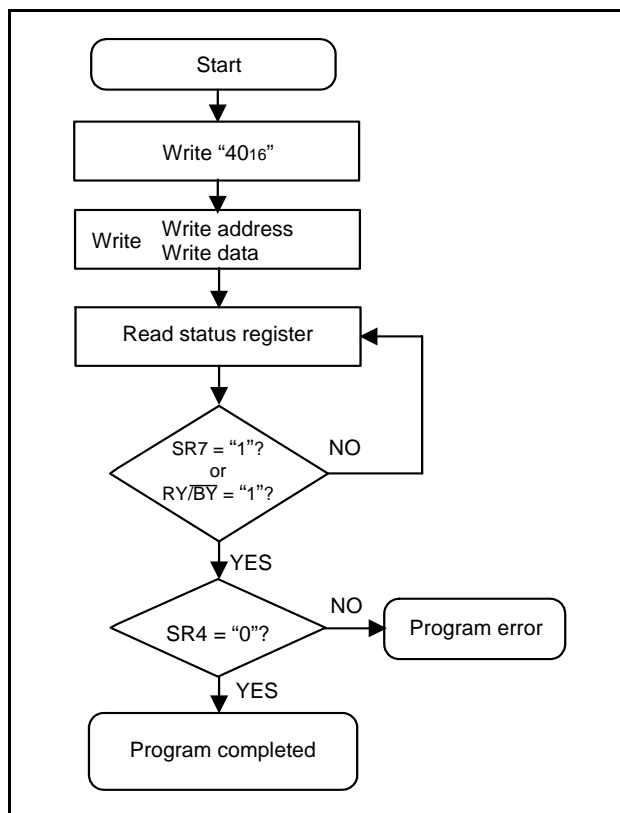 Start
Write “4016”
Write
Write address
Write data
Read status register
SR7 = “1”?
or
RY/BY = “1”?
NO
YES
SR4 = “0”?
NO
Program error
YES
Program completed